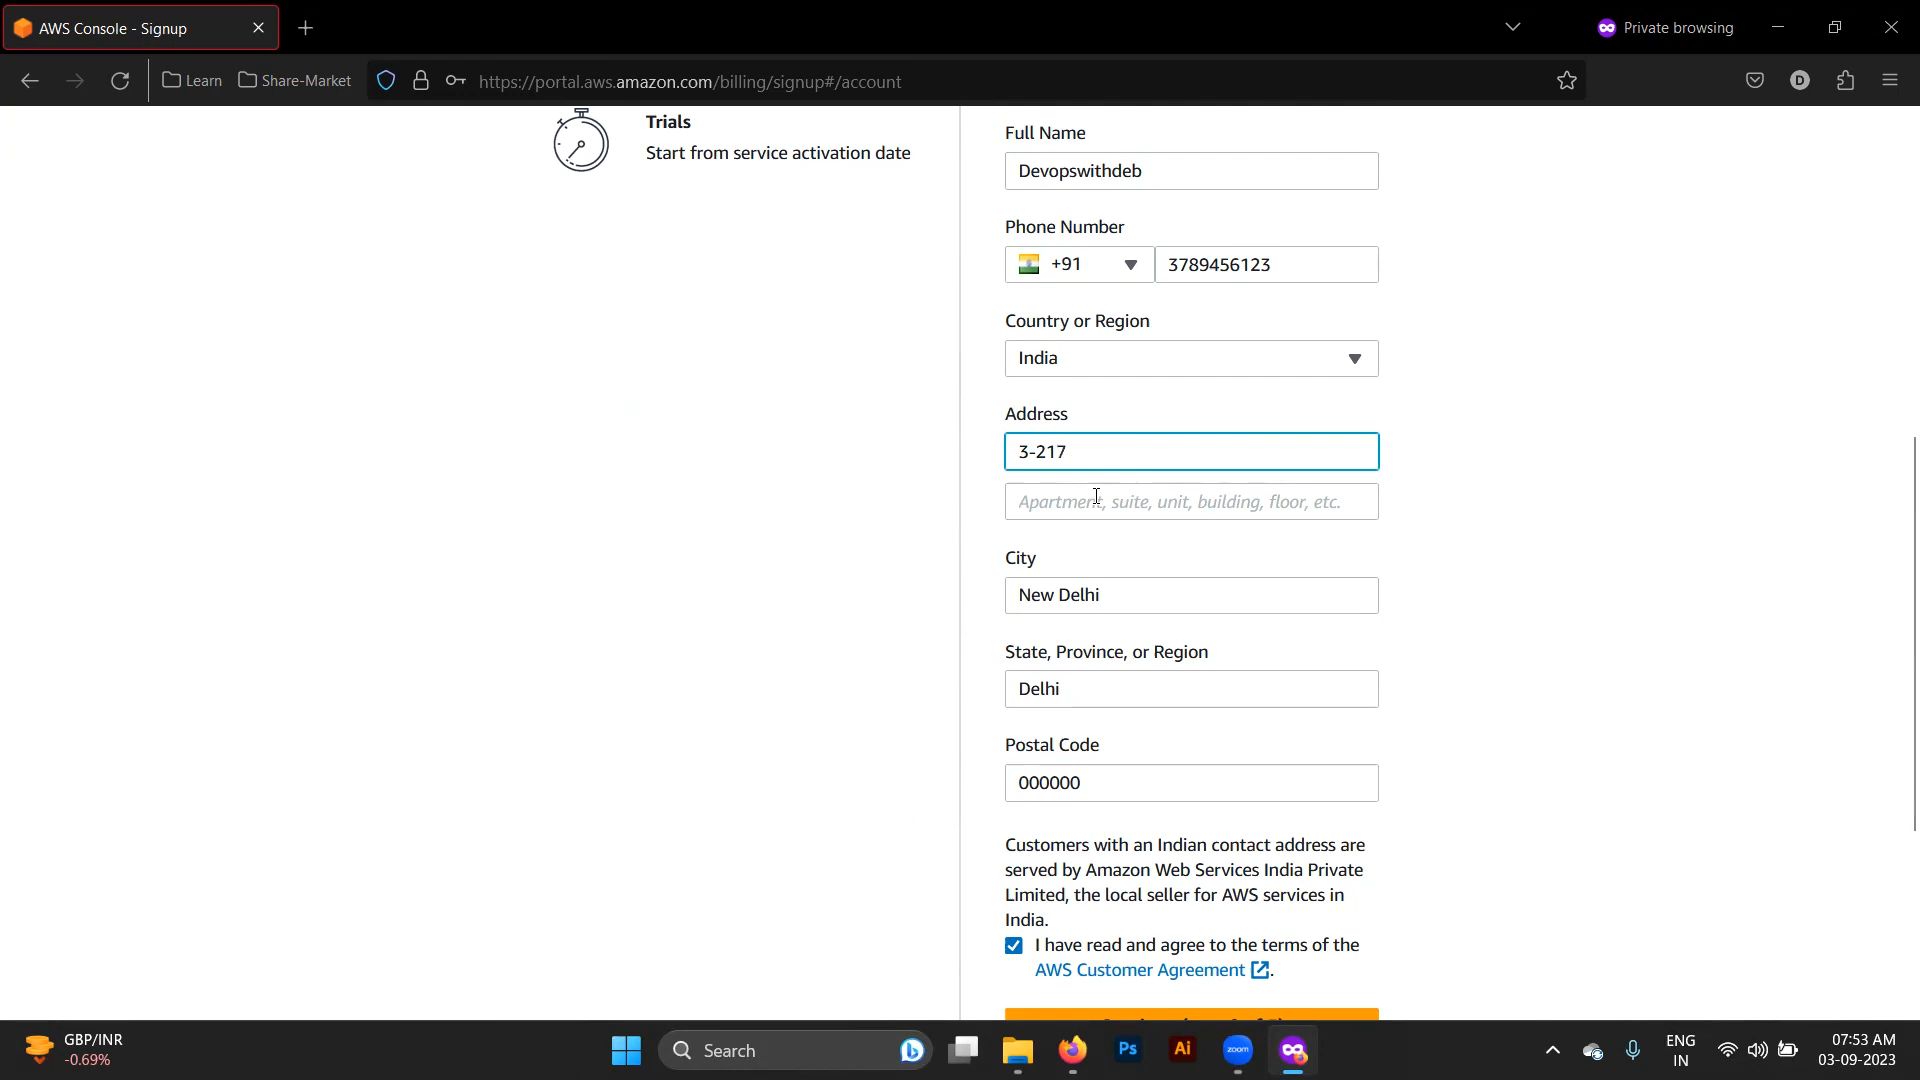 AWS Console - Signup
Private browsing
Learn
Share-Market
https://portal.aws.amazon.com/billing/signup#/account
D
Trials
Start from service activation date
Full Name
Devopswithdeb
Phone Number
+91
3789456123
Country or Region
India
Address
3-217
Apartment, suite, unit, building, floor, etc.
City
New Delhi
State, Province, or Region
Delhi
Postal Code
000000
Customers with an Indian contact address are
served by Amazon Web Services India Private
Limited, the local seller for AWS services in
India.
I have read and agree to the terms of the
AWS Customer Agreement.
GBP/INR
-0.69%
Search
Ps
Ai
zoom
ENG
IN
07:53 AM
03-09-2023